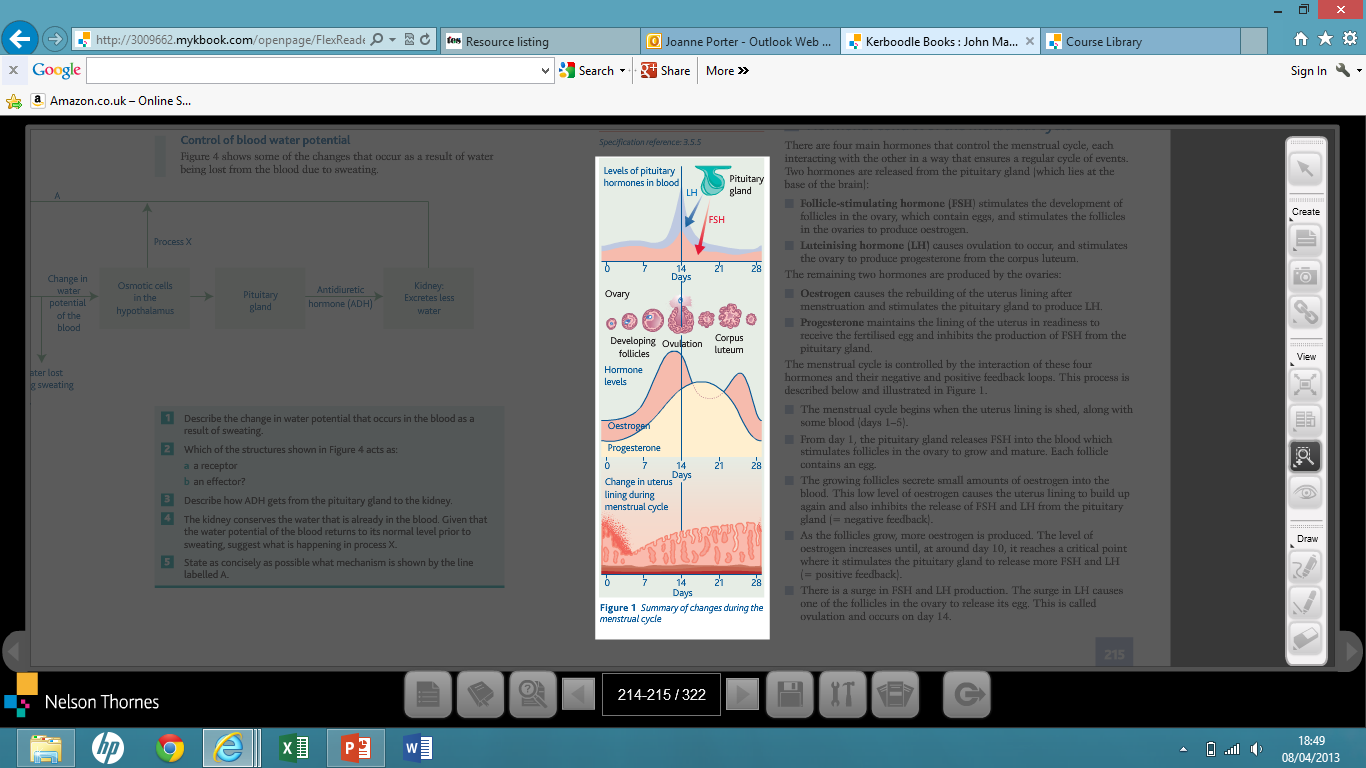 http://3009662.mykbook.com/openpage/FlexReade
Resource listing
Joanne Porter - Outlook Web ...
Kerboodle Books : John Ma...
Course Library
x Google
Search
Share
More »
Sign In
Amazon.co.uk – Online S...
Control of blood water potential
Figure 4 shows some of the changes that occur as a result of water
being lost from the blood due to sweating.
A
Process X
Change in
water
potential
of the
blood
Osmotic cells
in the
hypothalamus
Pituitary
gland
Antidiuretic
hormone (ADH)
Kidney:
Excretes less
water
ater lost
g sweating
1 Describe the change in water potential that occurs in the blood as a
result of sweating.
2 Which of the structures shown in Figure 4 acts as:
a a receptor
b an effector?
3 Describe how ADH gets from the pituitary gland to the kidney.
4 The kidney conserves the water that is already in the blood. Given that
the water potential of the blood returns to its normal level prior to
sweating, suggest what is happening in process X.
5 State as concisely as possible what mechanism is shown by the line
labelled A.
Specification reference: 3.5.5
Levels of pituitary
hormones in blood
Pituitary
gland
LH
FSH
0 7 14 21 28
Days
Ovary
Developing
follicles
Ovulation
Corpus
luteum
Hormone
levels
Oestrogen
Progesterone
0 7 14 21 28
Days
Change in uterus
lining during
menstrual cycle
0 7 14 21 28
Days
Figure 1 Summary of changes during the
menstrual cycle
There are four main hormones that control the menstrual cycle, each
interacting with the other in a way that ensures a regular cycle of events.
Two hormones are released from the pituitary gland (which lies at the
base of the brain):
Follicle-stimulating hormone (FSH) stimulates the development of
follicles in the ovary, which contain eggs, and stimulates the follicles
in the ovaries to produce oestrogen.
Luteinising hormone (LH) causes ovulation to occur, and stimulates
the ovary to produce progesterone from the corpus luteum.
The remaining two hormones are produced by the ovaries:
Oestrogen causes the rebuilding of the uterus lining after
menstruation and stimulates the pituitary gland to produce LH.
Progesterone maintains the lining of the uterus in readiness to
receive the fertilised egg and inhibits the production of FSH from the
pituitary gland.
The menstrual cycle is controlled by the interaction of these four
hormones and their negative and positive feedback loops. This process is
described below and illustrated in Figure 1.
The menstrual cycle begins when the uterus lining is shed, along with
some blood (days 1–5).
From day 1, the pituitary gland releases FSH into the blood which
stimulates follicles in the ovary to grow and mature. Each follicle
contains an egg.
The growing follicles secrete small amounts of oestrogen into the
blood. This low level of oestrogen causes the uterus lining to build up
again and also inhibits the release of FSH and LH from the pituitary
gland (= negative feedback).
As the follicles grow, more oestrogen is produced. The level of
oestrogen increases until, at around day 10, it reaches a critical point
where it stimulates the pituitary gland to release more FSH and LH
(= positive feedback).
There is a surge in FSH and LH production. The surge in LH causes
one of the follicles in the ovary to release its egg. This is called
ovulation and occurs on day 14.
215
Create
View
Draw
Nelson Thornes
214-215 / 322
18:49
08/04/2013